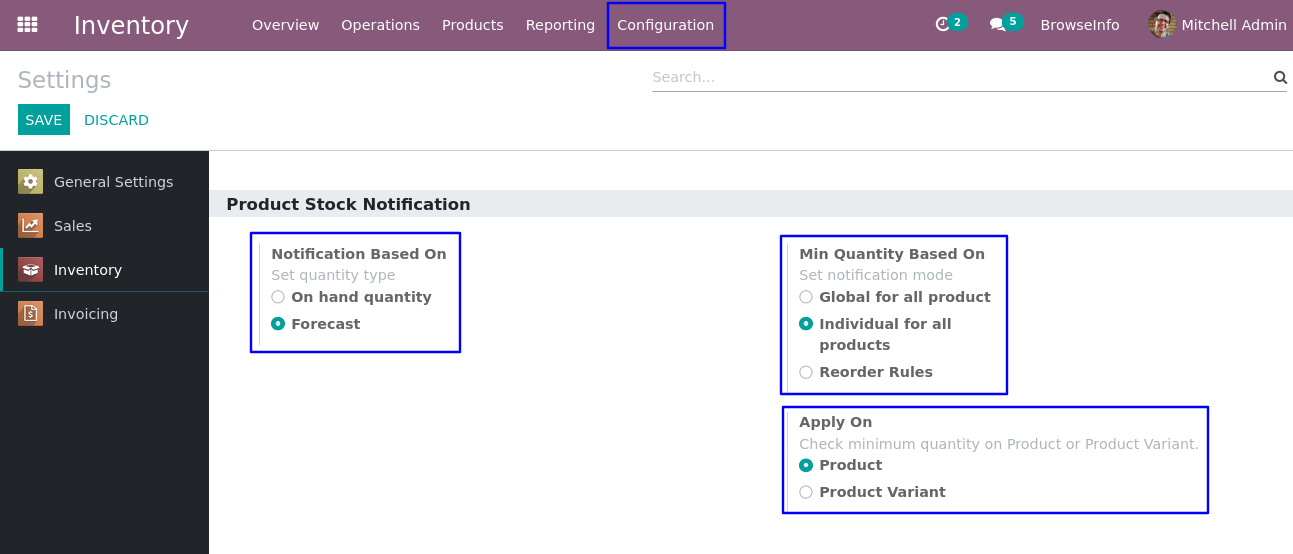 Inventory Overview Operations Products Reporting Configuration 2 5 BrowseInfo Mitchell Admin
Settings
Search...
SAVE DISCARD
General Settings
Sales
Inventory
Invoicing
Product Stock Notification
Notification Based On
Set quantity type
On hand quantity
Forecast
Min Quantity Based On
Set notification mode
Global for all product
Individual for all
products
Reorder Rules
Apply On
Check minimum quantity on Product or Product Variant.
Product
Product Variant